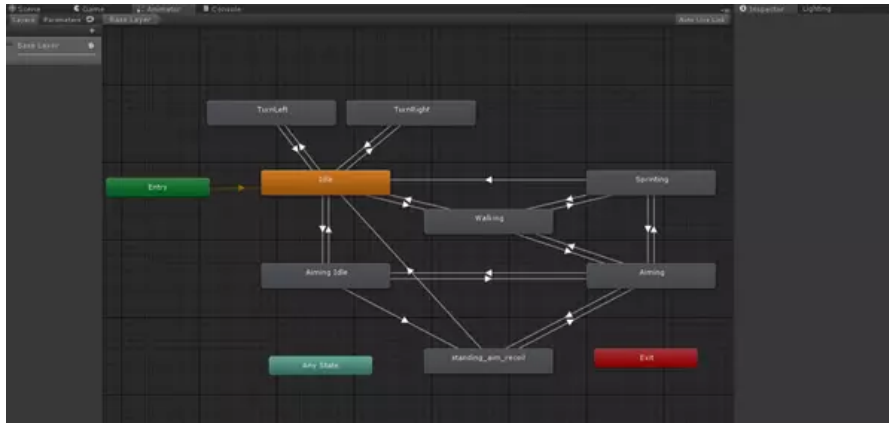 Scene Game Animator Console Inspector Lighting
Layers Parameters Base Layer Auto Live Link
Base Layer
TurnLeft TurnRight
Idle Sprinting
Entry
Walking
Aiming Idle Aiming
standing_aim_recoil Exit
Any State